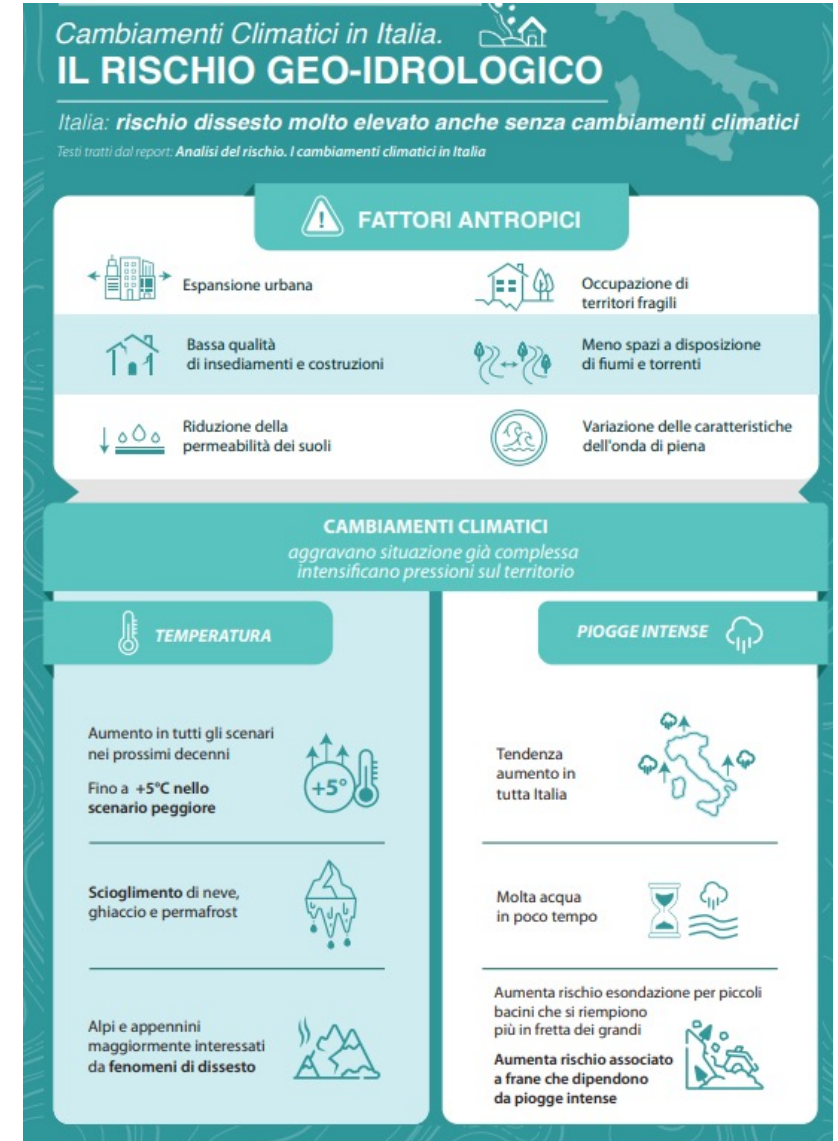 Cambiamenti Climatici in Italia.
IL RISCHIO GEO-IDROLOGICO
Italia: rischio dissesto molto elevato anche senza cambiamenti climatici
Testi tratti dal report: Analisi del rischio. I cambiamenti climatici in Italia
FATTORI ANTROPICI
Espansione urbana
Occupazione di
territori fragili
Bassa qualità
di insediamenti e costruzioni
Meno spazi a disposizione
di fiumi e torrenti
Riduzione della
permeabilità dei suoli
Variazione delle caratteristiche
dell'onda di piena
CAMBIAMENTI CLIMATICI
aggravano situazione già complessa
intensificano pressioni sul territorio
TEMPERATURA
Aumento in tutti gli scenari
nei prossimi decenni
Fino a +5°C nello
scenario peggiore
+5°
Scioglimento di neve,
ghiaccio e permafrost
Alpi e appennini
maggiormente interessati
da fenomeni di dissesto
PIOGGE INTENSE
Tendenza
aumento in
tutta Italia
Molta acqua
in poco tempo
Aumenta rischio esondazione per piccoli
bacini che si riempiono
più in fretta dei grandi
Aumenta rischio associato
a frane che dipendono
da piogge intense